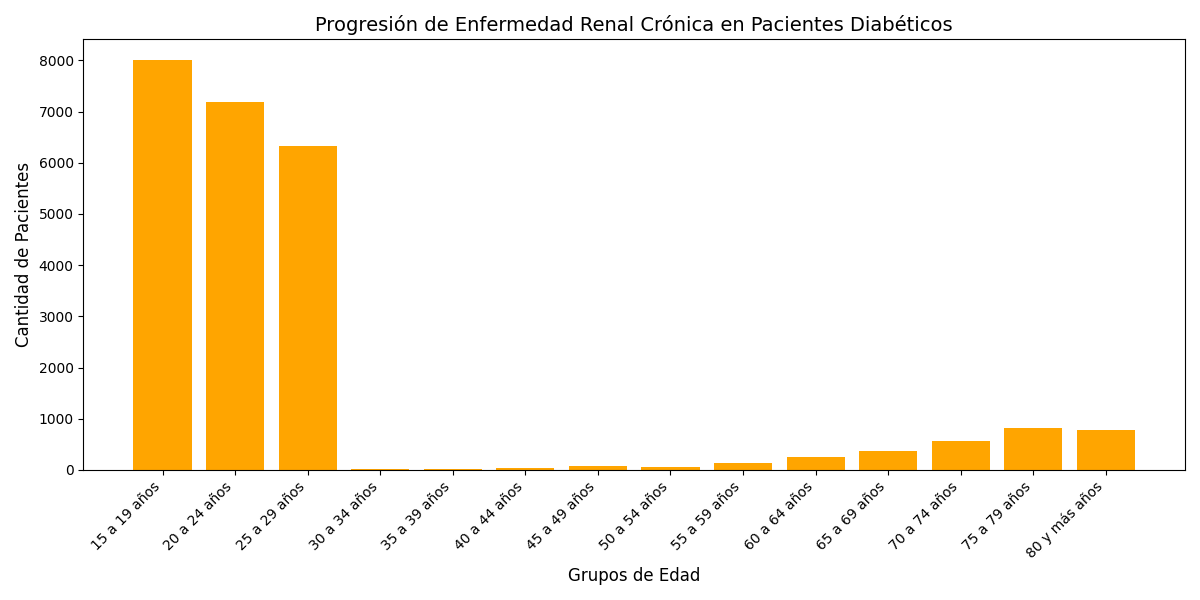 Progresión de Enfermedad Renal Crónica en Pacientes Diabéticos
Cantidad de Pacientes
8000
7000
6000
5000
4000
3000
2000
1000
0
15 a 19 años
20 a 24 años
25 a 29 años
30 a 34 años
35 a 39 años
40 a 44 años
45 a 49 años
50 a 54 años
55 a 59 años
60 a 64 años
65 a 69 años
70 a 74 años
75 a 79 años
80 y más años
Grupos de Edad